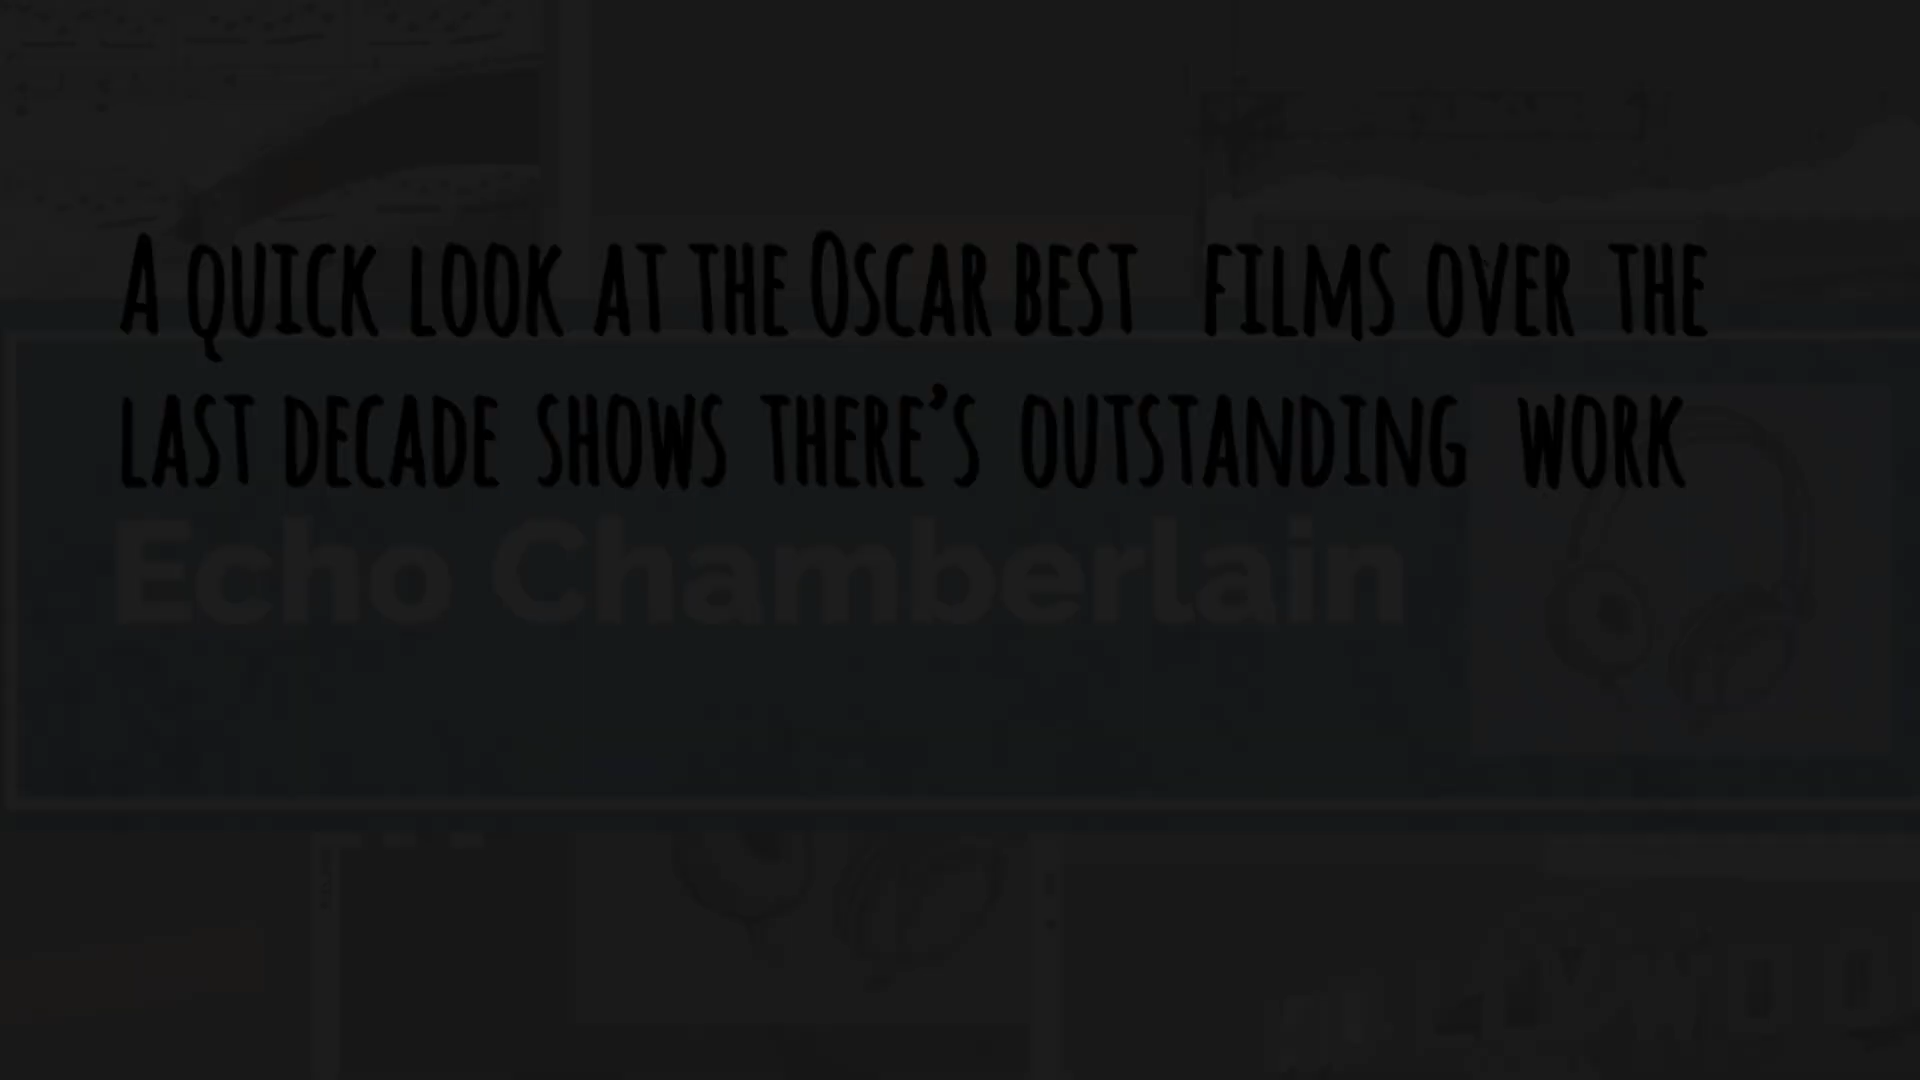 A quick look at the Oscar best films over the
last decade shows there's outstanding work
Echo Chamberlain